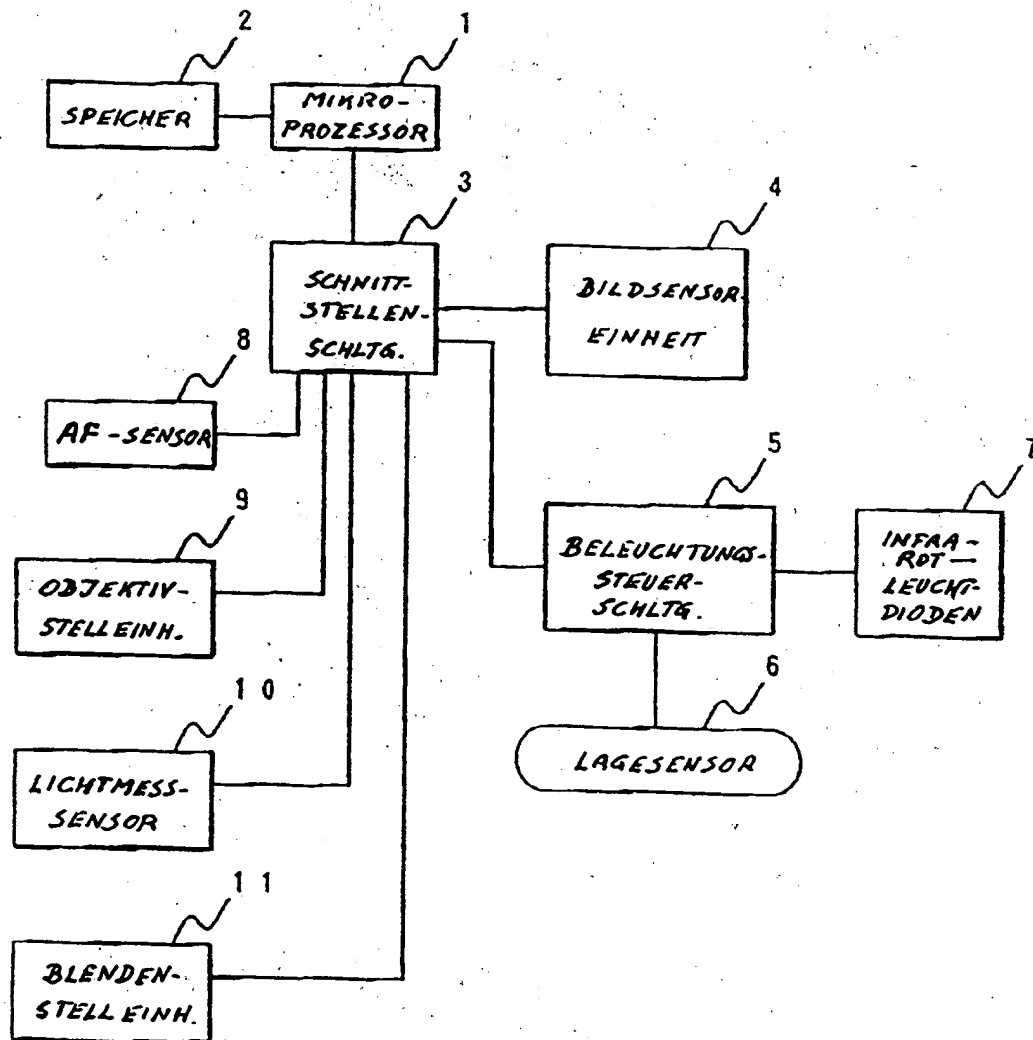 2
1
SPEICHER
MIKRO-
PROZESSOR
3
4
SCHNITT-
STELLEN-
SCHLTG.
BILDSENSOR-
EINHEIT
8
AF-SENSOR
5
7
9
BELEUCHTUNGS-
STEUER-
SCHLTG.
INFRA-
ROT-
LEUCHT-
DIODEN
OBJEKTIV-
STELLEINH.
6
10
LAGESENSOR
LICHTMESS-
SENSOR
11
BLENDEN-
STELLEINH.